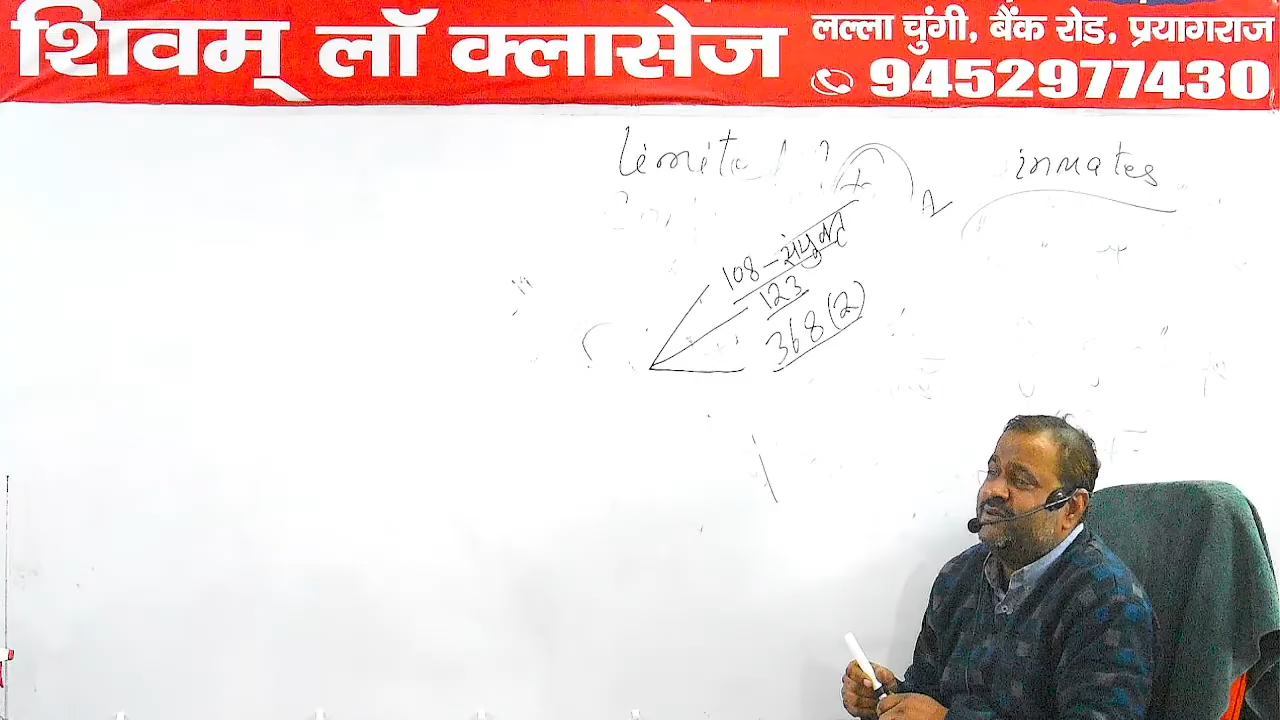 शिवम् लॉ क्लासेज
लल्ला चुंगी, बैंक रोड, प्रयागराज
9452977430
inmates
108 - संयुक्त
123
368 (2)